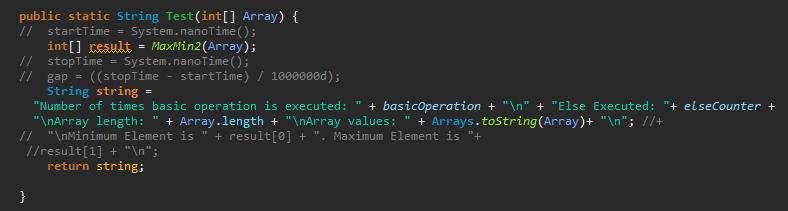 public static String Test(int[] Array) {
//  startTime = System.nanoTime();
    int[] result = MaxMin2(Array);
//  stopTime = System.nanoTime();
//  gap = ((stopTime - startTime) / 1000000d);
    String string =
  "Number of times basic operation is executed: " + basicOperation + "\n" + "Else Executed: "+ elseCounter +
  "\nArray length: " + Array.length + "\nArray values: " + Arrays.toString(Array)+ "\n"; //+
//  "\nMinimum Element is " + result[0] + ". Maximum Element is "+
 //result[1] + "\n";
    return string;
}